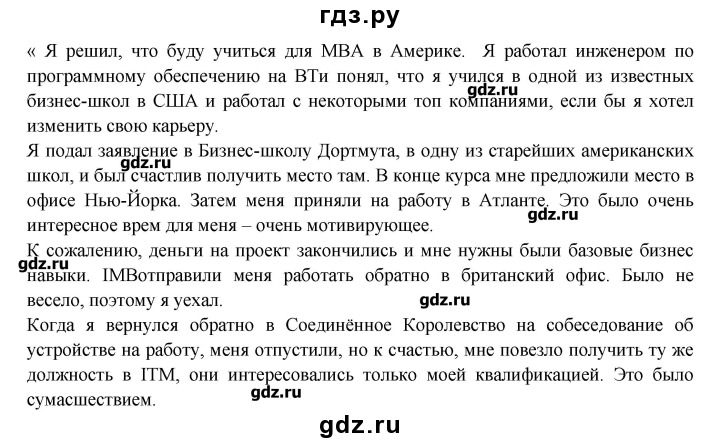 гдз.ру
« Я решил, что буду учиться для МВА в Америке. Я работал инженером по
программному обеспечению на ВТи понял, что я учился в одной из известных
gdz.ru
бизнес-школ в США и работал с некоторыми топ компаниями, если бы я хотел
изменить свою карьеру.
Я подал заявление в Бизнес-школу Дортмута, в одну из старейших американских
gdz.ru
школ, и был счастлив получить место там. В конце курса мне предложили место в
офисе Нью-Йорка. Затем меня приняли на работу в Атланте. Это было очень
gdz.ru
интересное врем для меня – очень мотивирующее.
К сожалению, деньги на проект закончились и мне нужны были базовые бизнес
gdz.ru
навыки. IMBотправили меня работать обратно в британский офис. Было не
весело, поэтому я уехал.
gdz.ru
Когда я вернулся обратно в Соединённое Королевство на собеседование об
устройстве на работу, меня отпустили, но к счастью, мне повезло получить ту же
должность в ITM, они интересовались только моей квалификацией. Это было
gdz.ru
сумасшествием.
gdz.ru